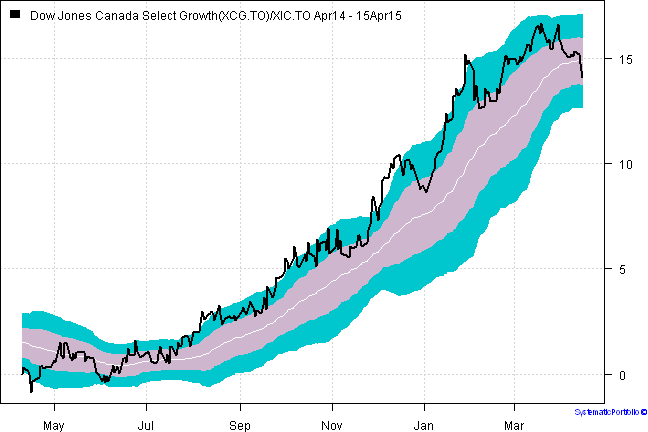 Dow Jones Canada Select Growth(XCG.TO)/XIC.TO Apr14 - 15Apr15
15
10
5
0
May Jul Sep Nov Jan Mar
SystematicPortfolio ©